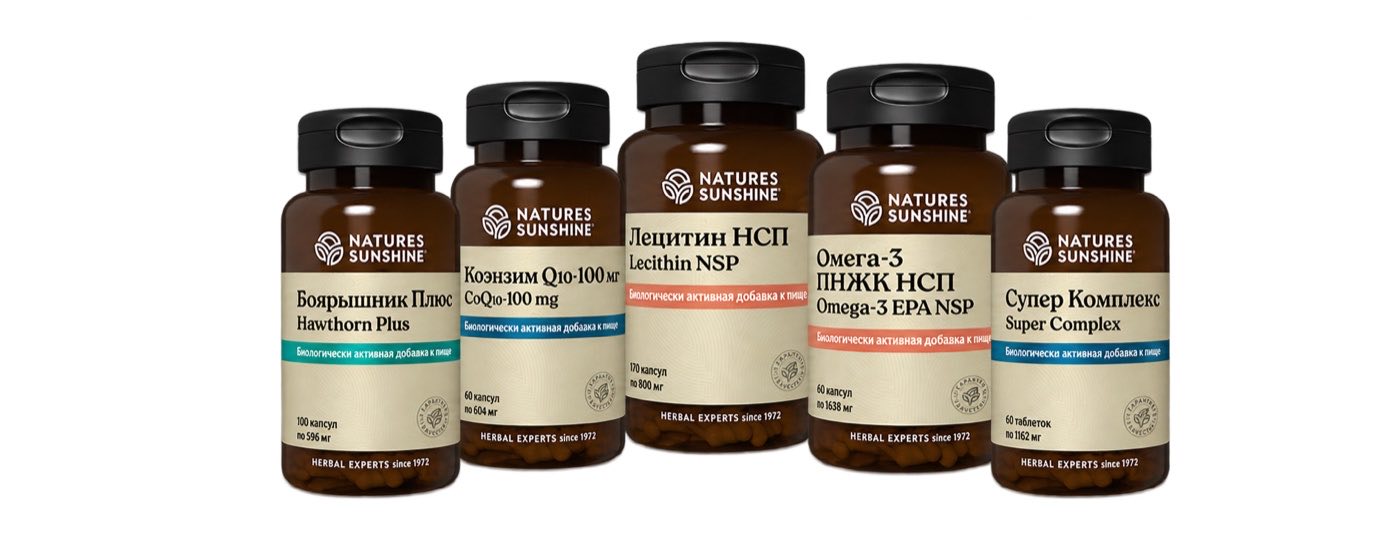 NATURES
SUNSHINE
Боярышник Плюс
Hawthorn Plus
Биологически активная добавка к пище
100 капсул
по 596 мг
HERBAL EXPERTS since 1972
NATURES
SUNSHINE
Коэнзим Q10-100 мг
CoQ10-100 mg
Биологически активная добавка к пище
60 капсул
по 604 мг
HERBAL EXPERTS since 1972
NATURES
SUNSHINE
Лецитин НСП
Lecithin NSP
Биологически активная добавка к пище
170 капсул
по 800 мг
HERBAL EXPERTS since 1972
NATURES
SUNSHINE
Омега-3
ПНЖК НСП
Omega-3 EPA NSP
Биологически активная добавка к пище
60 капсул
по 1638 мг
HERBAL EXPERTS since 1972
NATURES
SUNSHINE
Супер Комплекс
Super Complex
Биологически активная добавка к пище
60 таблеток
по 1162 мг
HERBAL EXPERTS since 1972